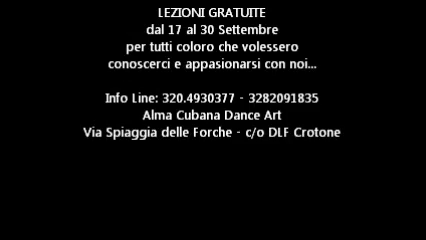 LEZIONI GRATUITE
dal 17 al 30 Settembre
per tutti coloro che volessero
conoscerci e appasionarsi con noi...
Info Line: 320.4930377 - 3282091835
Alma Cubana Dance Art
Via Spiaggia delle Forche - c/o DLF Crotone